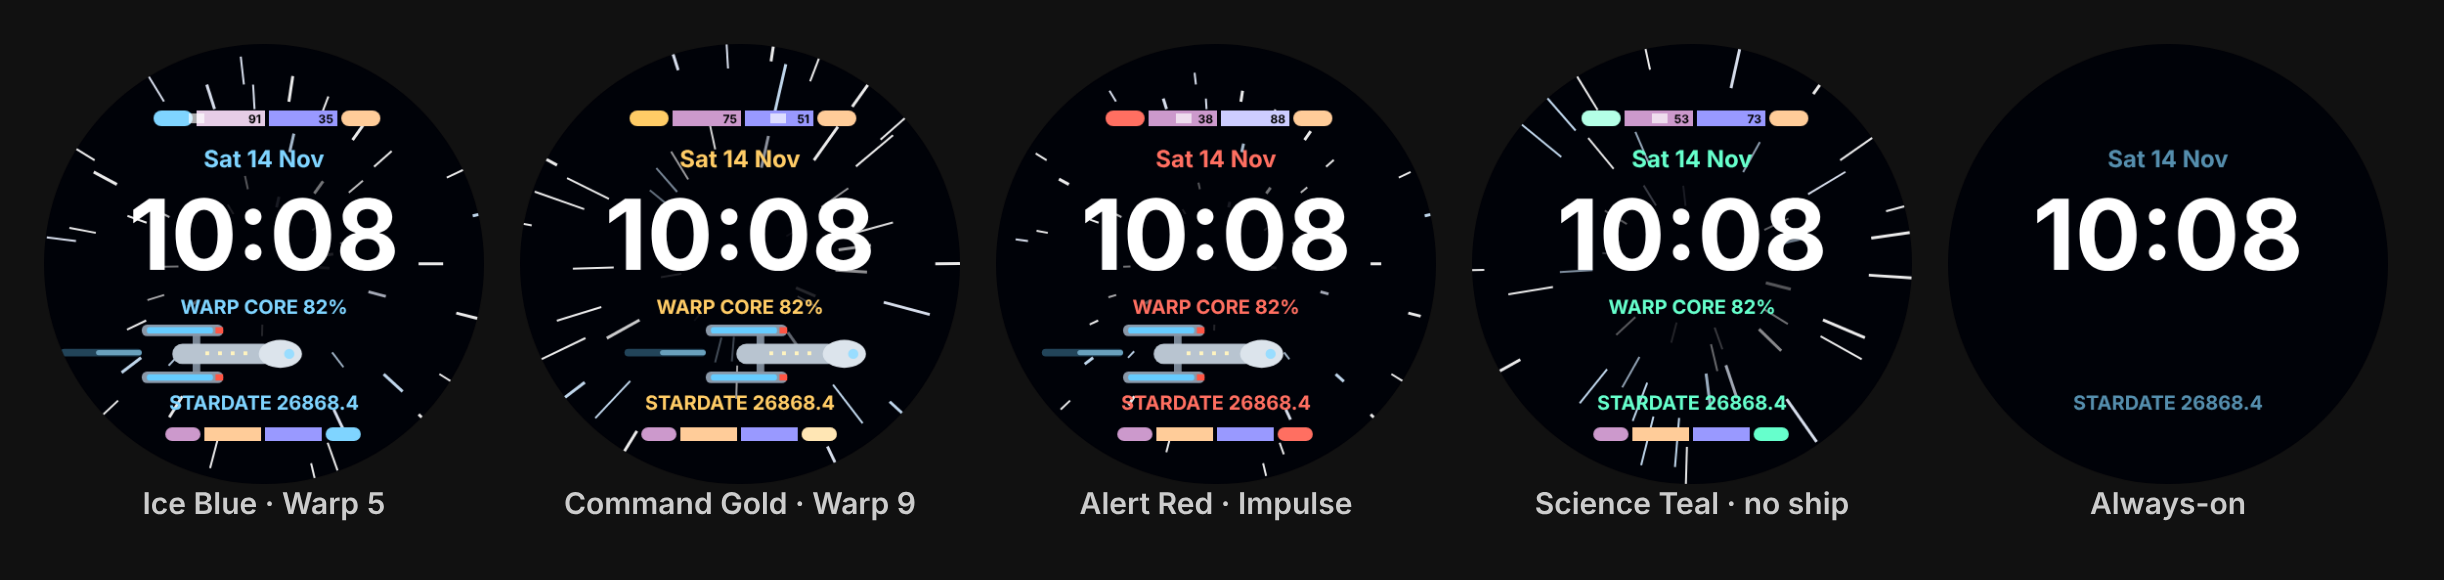 91 35
Sat 14 Nov
10:08
WARP CORE 82%
STARDATE 26868.4
Ice Blue · Warp 5
75 51
Sat 14 Nov
10:08
WARP CORE 82%
STARDATE 26868.4
Command Gold · Warp 9
38 88
Sat 14 Nov
10:08
WARP CORE 82%
STARDATE 26868.4
Alert Red · Impulse
53 73
Sat 14 Nov
10:08
WARP CORE 82%
STARDATE 26868.4
Science Teal · no ship
Sat 14 Nov
10:08
STARDATE 26868.4
Always-on